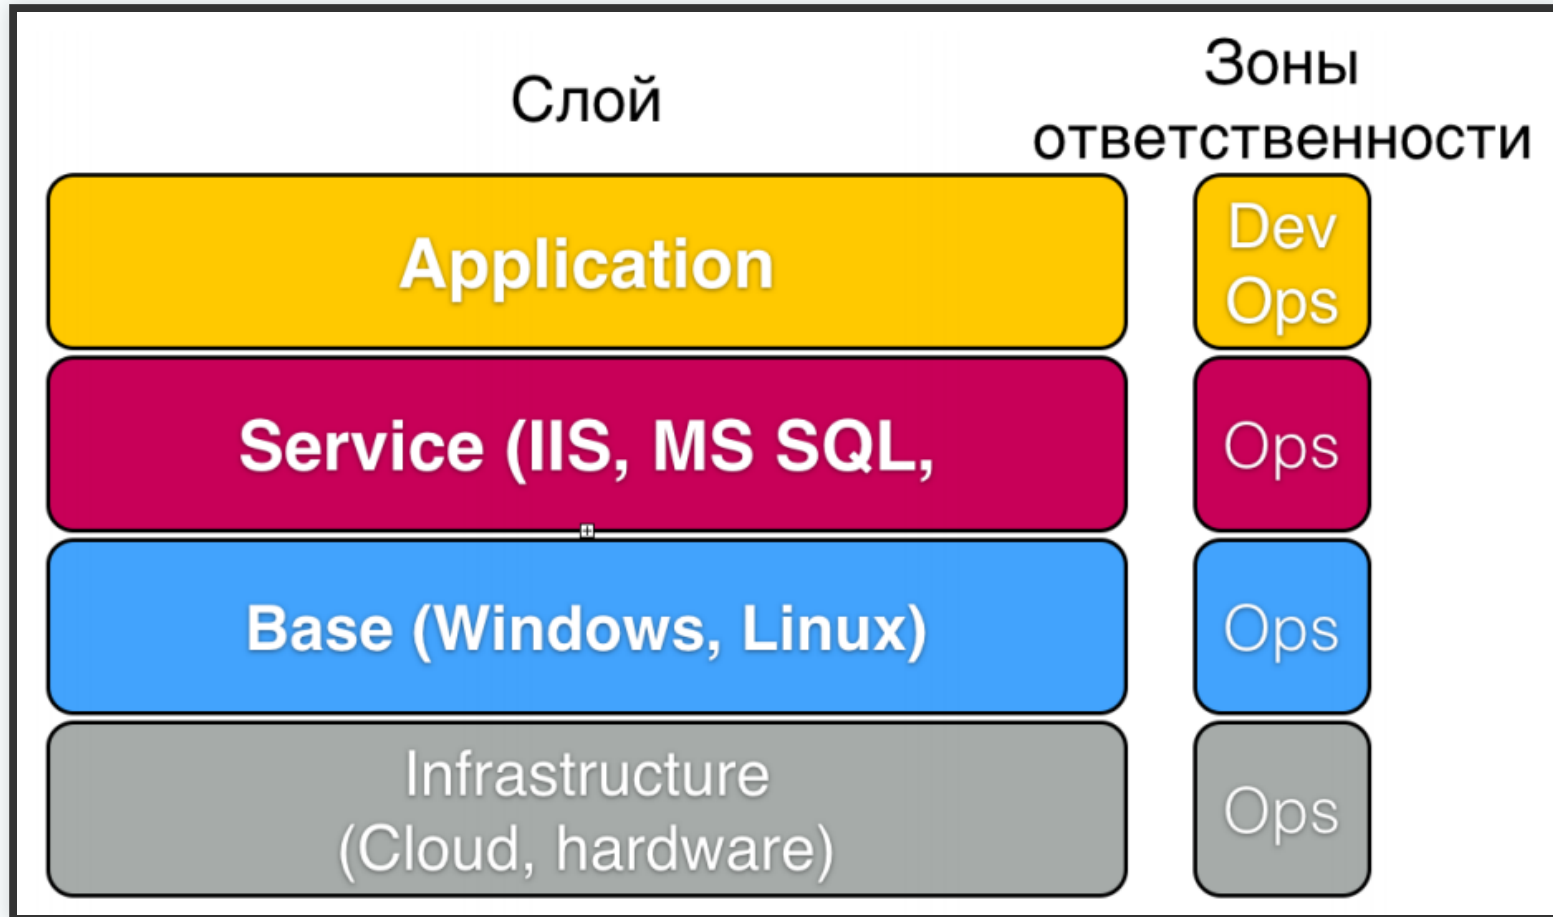 Слой
Зоны
ответственности
Application
Dev
Ops
Service (IIS, MS SQL,
Ops
Base (Windows, Linux)
Ops
Infrastructure
(Cloud, hardware)
Ops